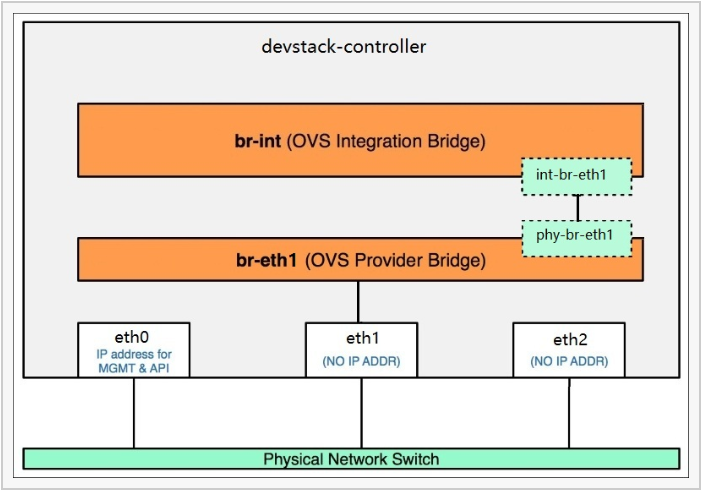 devstack-controller
br-int (OVS Integration Bridge)
int-br-eth1
phy-br-eth1
br-eth1 (OVS Provider Bridge)
eth0
IP address for
MGMT & API
eth1
(NO IP ADDR)
eth2
(NO IP ADDR)
Physical Network Switch